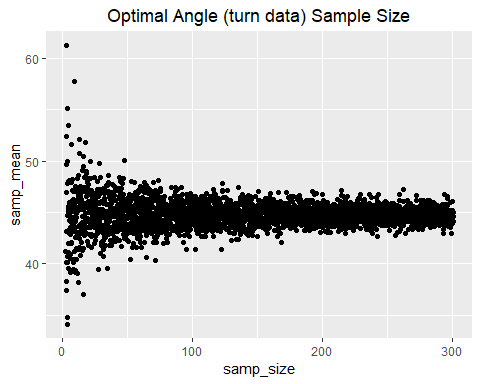 Optimal Angle (turn data) Sample Size
60
50
40
samp_mean
0 100 200 300
samp_size